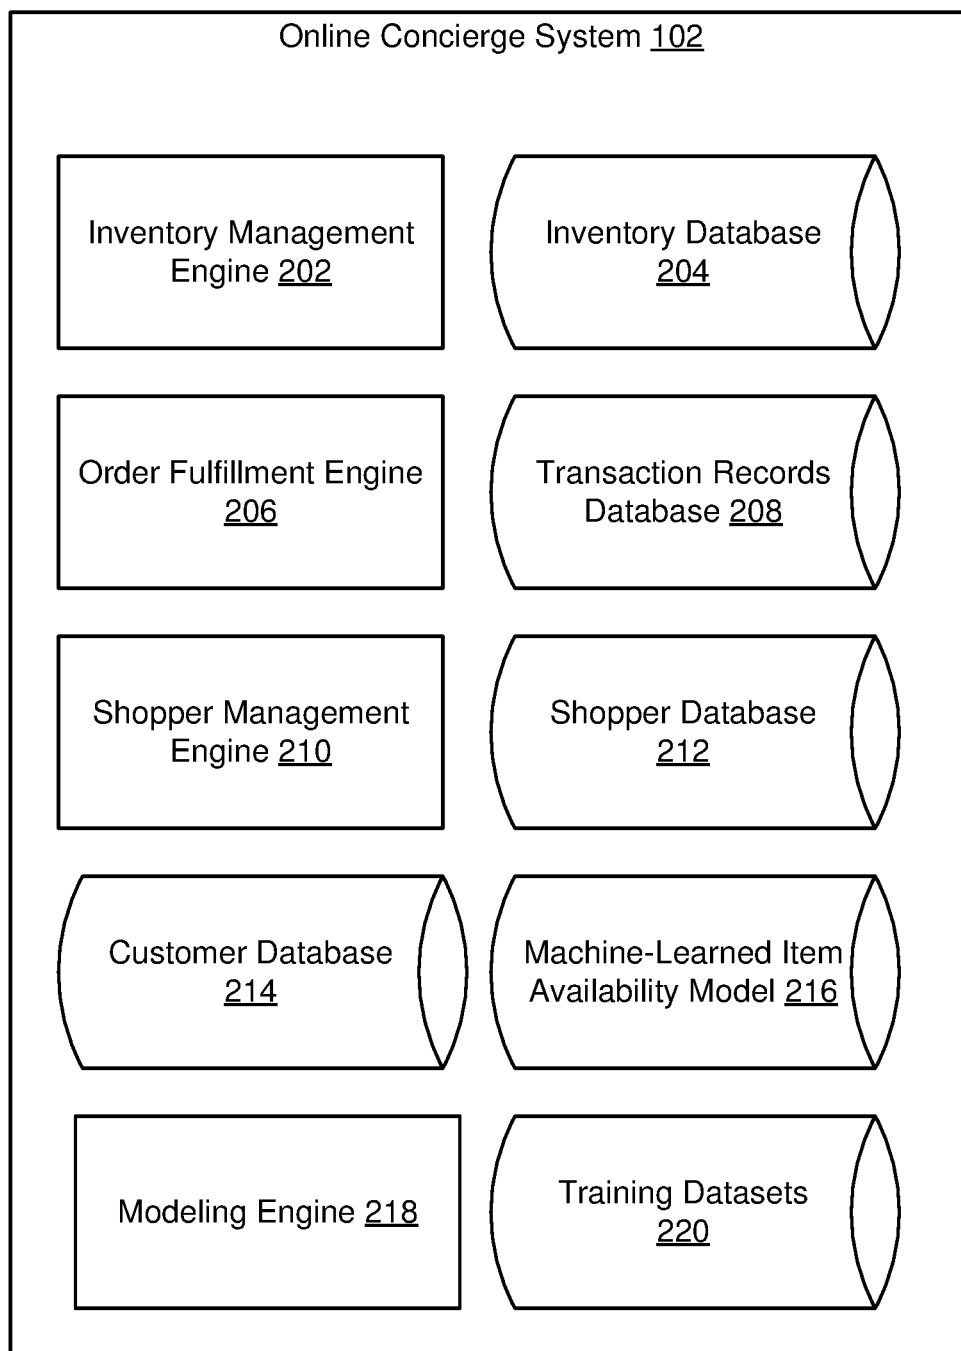 Online Concierge System 102
Inventory Management
Engine 202
Inventory Database
204
Order Fulfillment Engine
206
Transaction Records
Database 208
Shopper Management
Engine 210
Shopper Database
212
Customer Database
214
Machine-Learned Item
Availability Model 216
Modeling Engine 218
Training Datasets
220